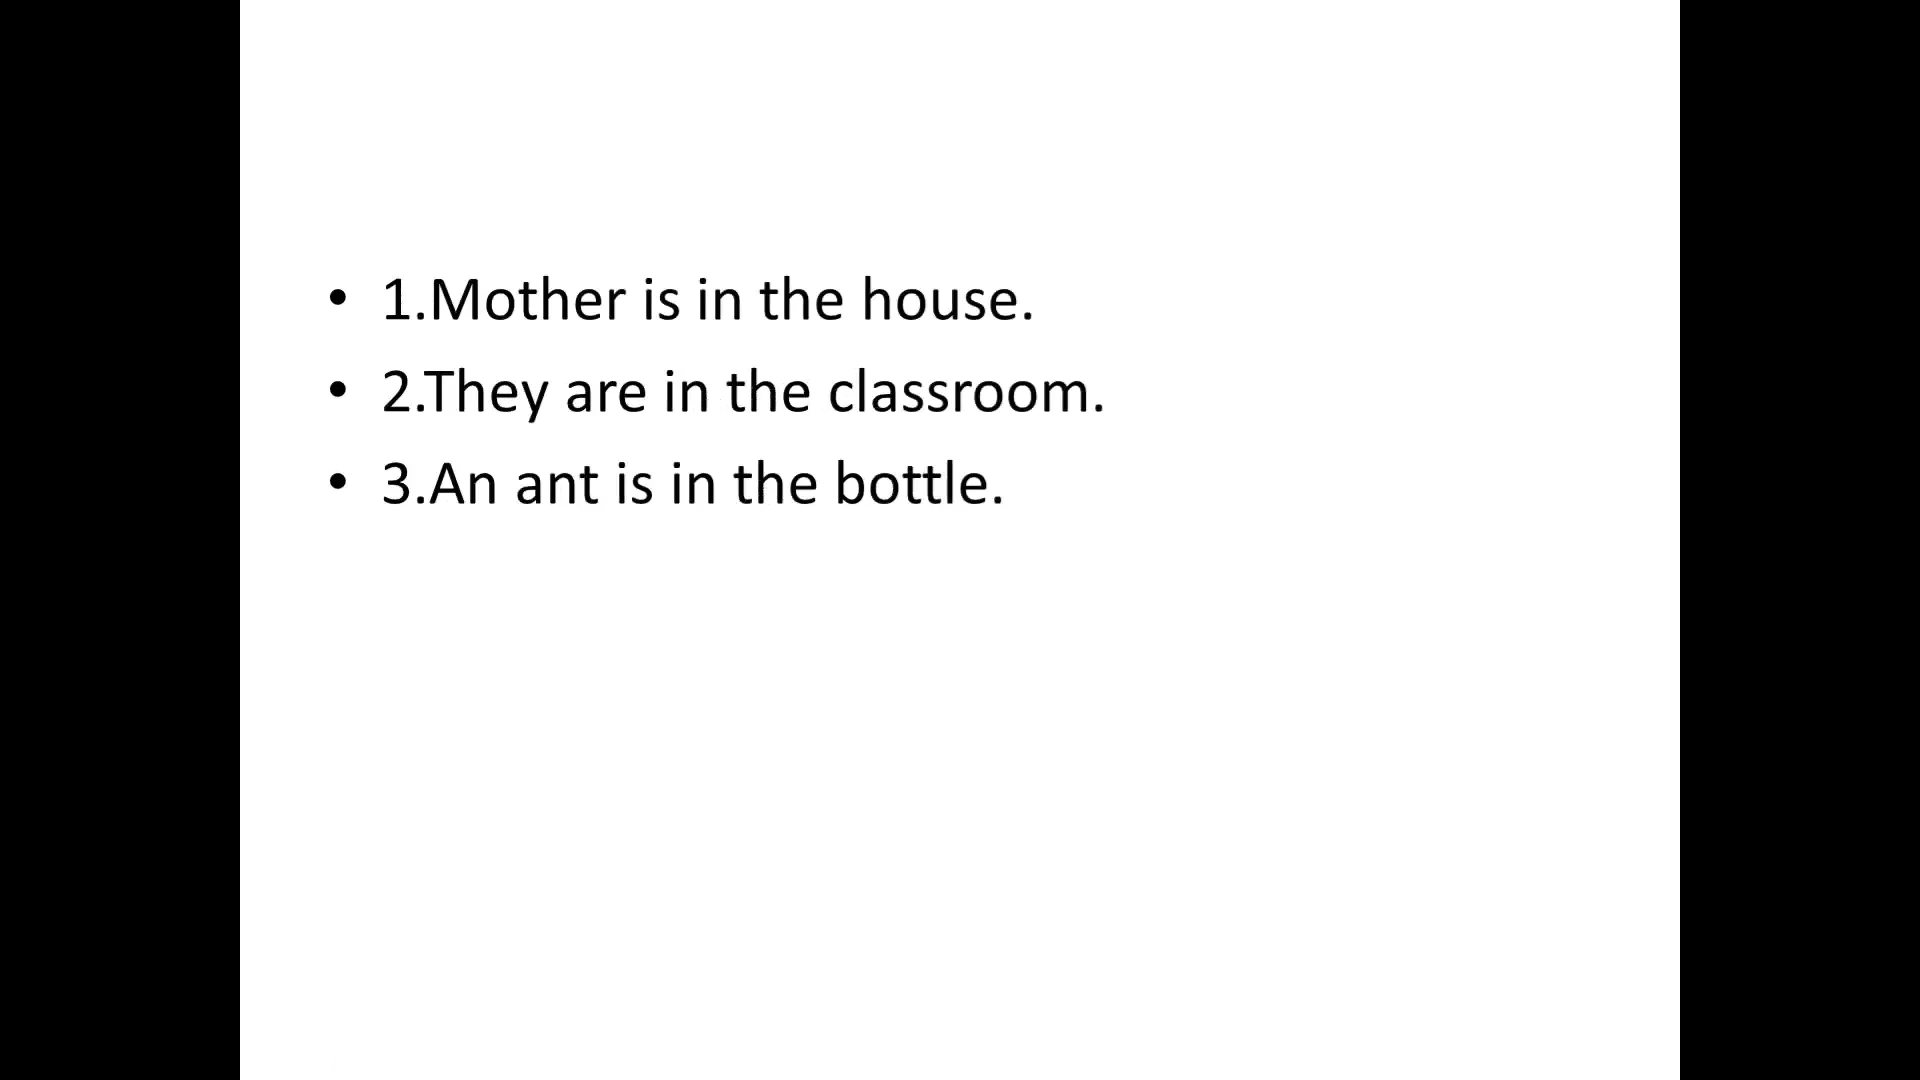 • 1.Mother is in the house.
• 2.They are in the classroom.
• 3.An ant is in the bottle.